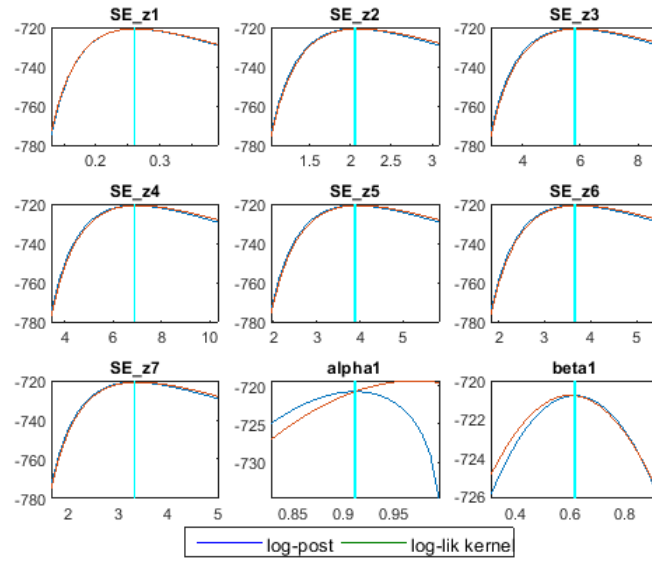 SE_z1 SE_z2 SE_z3
-720 -720 -720
-740 -740 -740
-760 -760 -760
-780 -780 -780
0.2 0.3 1.5 2 2.5 3 4 6 8
SE_z4 SE_z5 SE_z6
-720 -720 -720
-740 -740 -740
-760 -760 -760
-780 -780 -780
4 6 8 10 2 3 4 5 2 3 4 5
SE_z7 alpha1 beta1
-720 -720 -720
-740 -725 -722
-760 -730 -724
-780 -726
2 3 4 5 0.85 0.9 0.95 0.4 0.6 0.8
log-post log-lik kernel